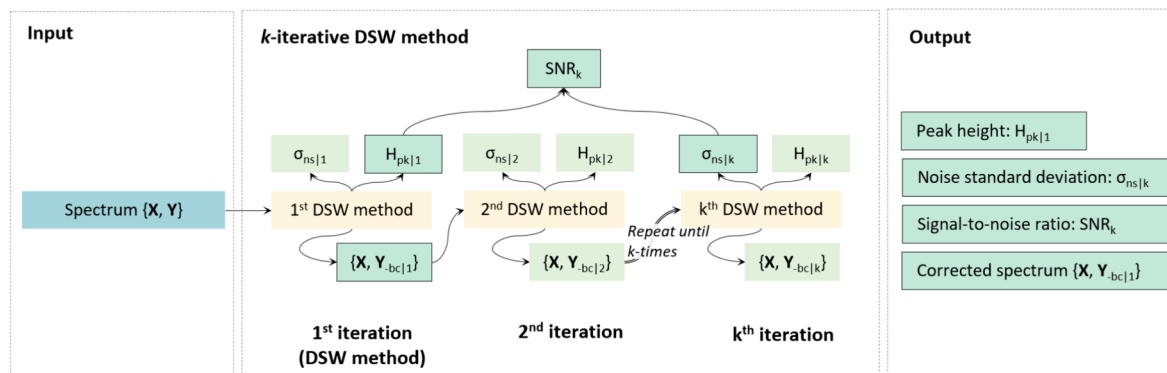 Input
k-iterative DSW method
Output
SNRk
σns|1
Hpk|1
σns|2
Hpk|2
σns|k
Hpk|k
Peak height: Hpk|1
Noise standard deviation: σns|k
Signal-to-noise ratio: SNRk
Corrected spectrum {X, Y-bc|1}
Spectrum {X, Y}
1st DSW method
2nd DSW method
kth DSW method
Repeat until
k-times
{X, Y-bc|1}
{X, Y-bc|2}
{X, Y-bc|k}
1st iteration
(DSW method)
2nd iteration
kth iteration